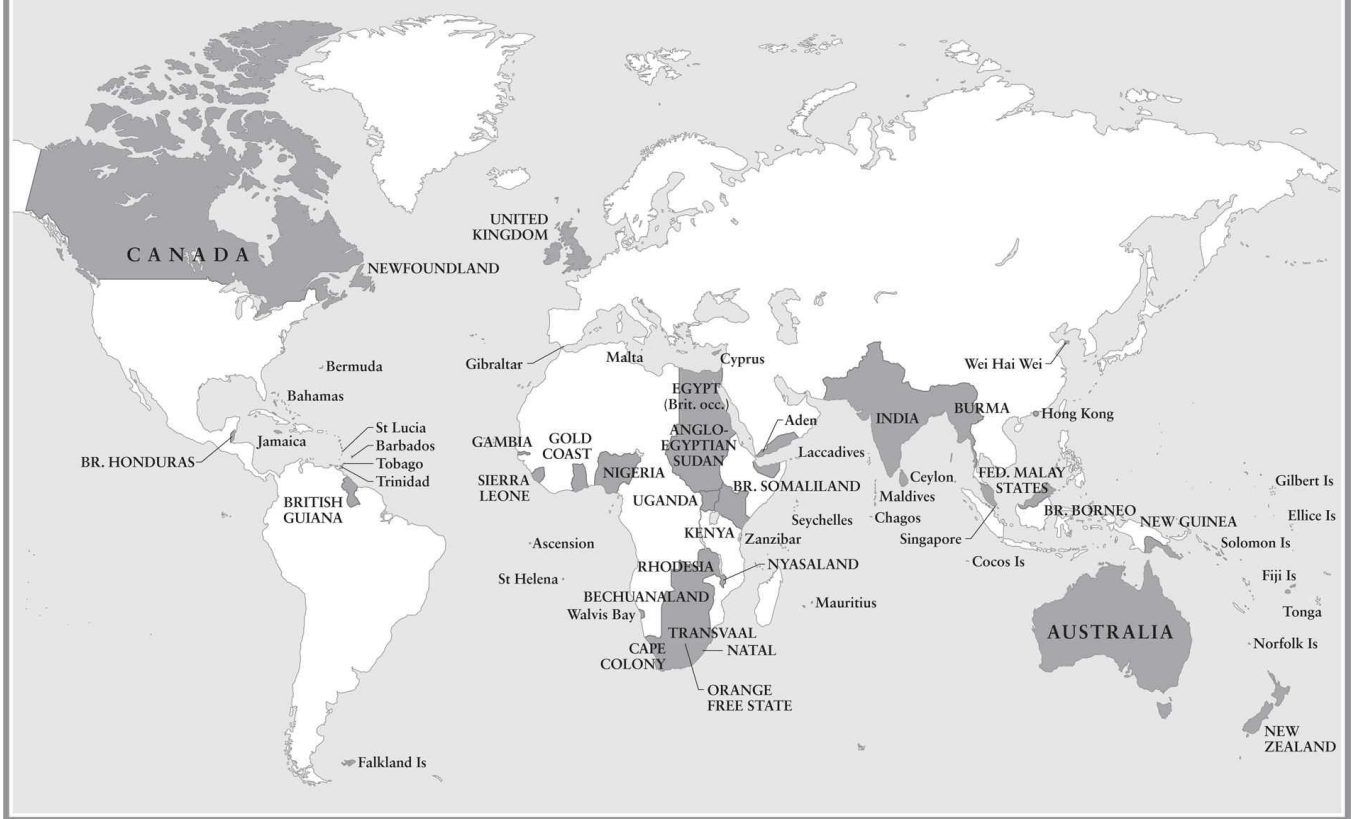 UNITED
KINGDOM
CANADA
NEWFOUNDLAND
Bermuda
Bahamas
Jamaica
St Lucia
Barbados
Tobago
Trinidad
BR. HONDURAS
BRITISH
GUIANA
Falkland Is
Gibraltar
Malta
Cyprus
EGYPT
(Brit. occ.)
ANGLO-
EGYPTIAN
SUDAN
GAMBIA
GOLD
COAST
SIERRA
LEONE
NIGERIA
UGANDA
BR. SOMALILAND
KENYA
Zanzibar
Seychelles
Ascension
St Helena
RHODESIA
NYASALAND
BECHUANALAND
Walvis Bay
Mauritius
TRANSVAAL
CAPE
COLONY
NATAL
ORANGE
FREE STATE
Aden
Laccadives
INDIA
BURMA
Wei Hai Wei
Hong Kong
Ceylon
Maldives
Chagos
FED. MALAY
STATES
Singapore
BR. BORNEO
Cocos Is
NEW GUINEA
Gilbert Is
Ellice Is
Solomon Is
Fiji Is
Tonga
Norfolk Is
AUSTRALIA
NEW
ZEALAND